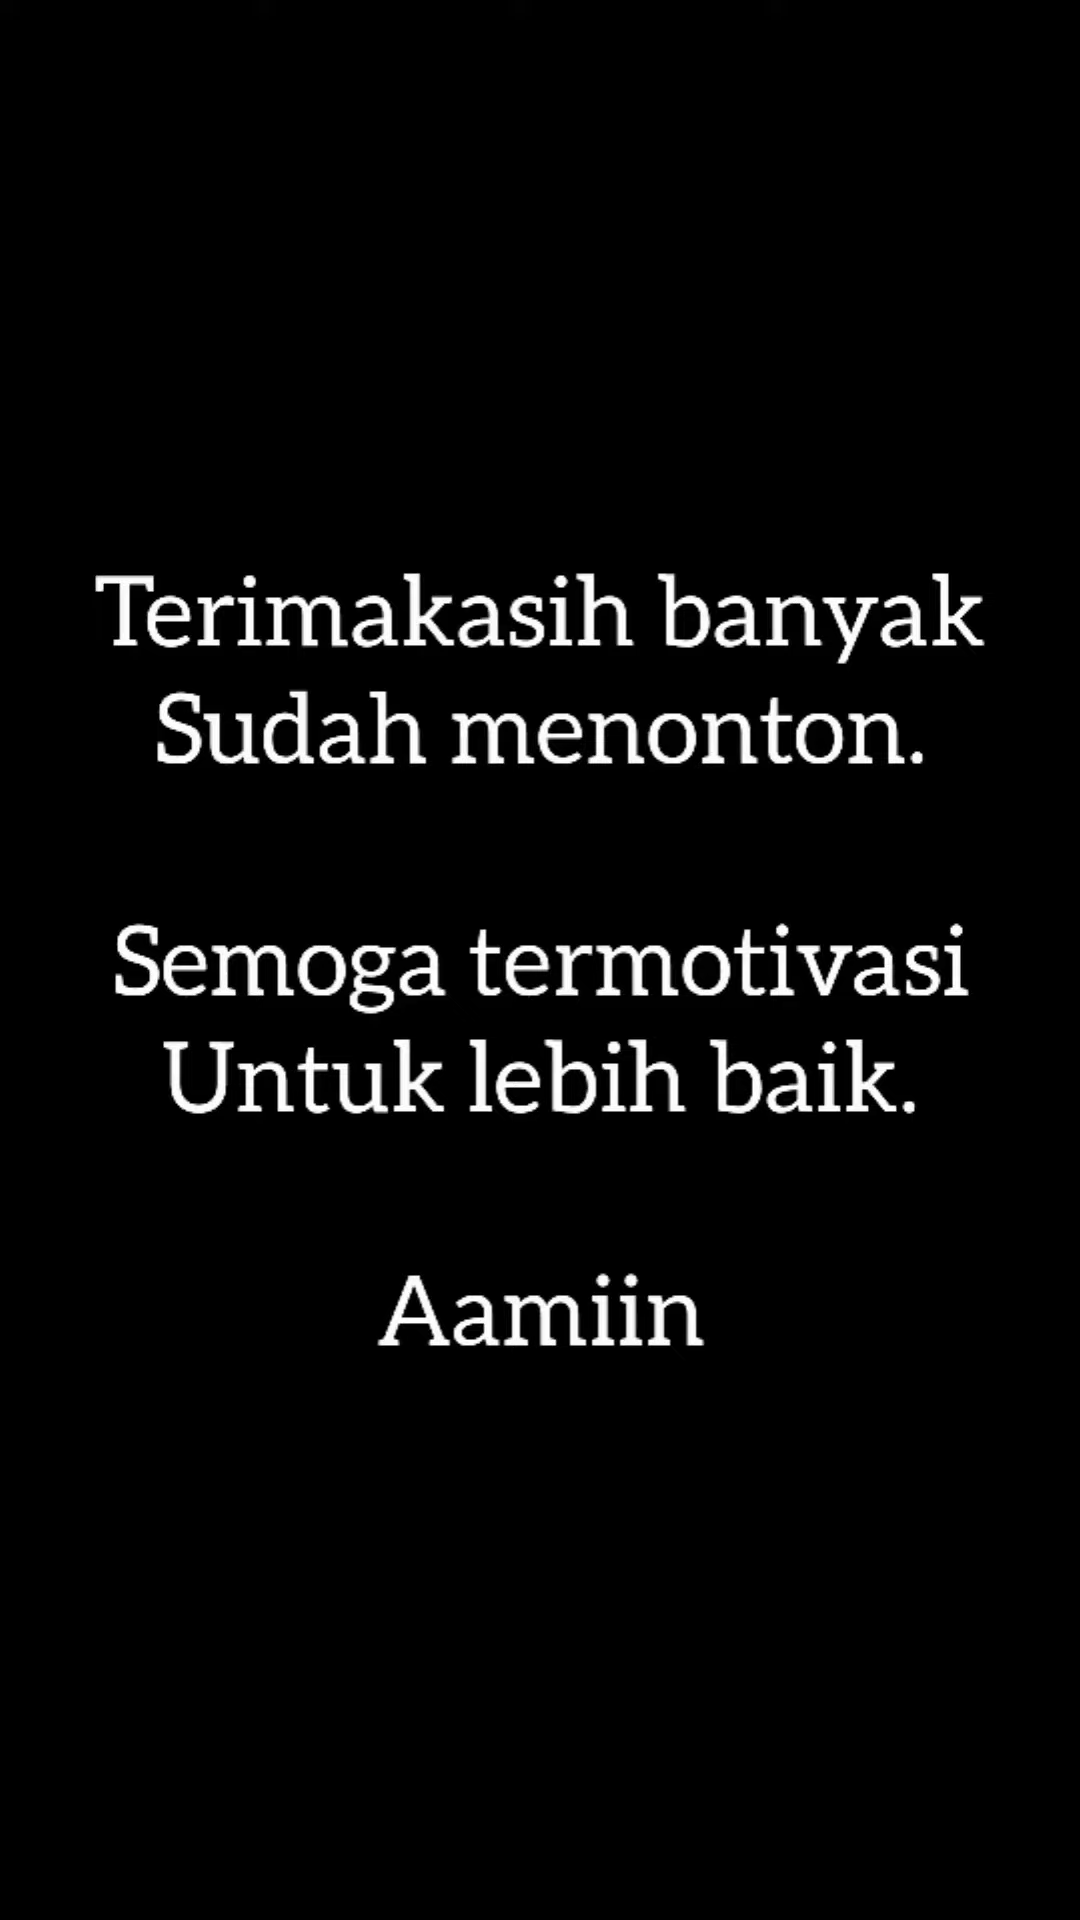 Terimakasih banyak
Sudah menonton.
Semoga termotivasi
Untuk lebih baik.
Aamiin